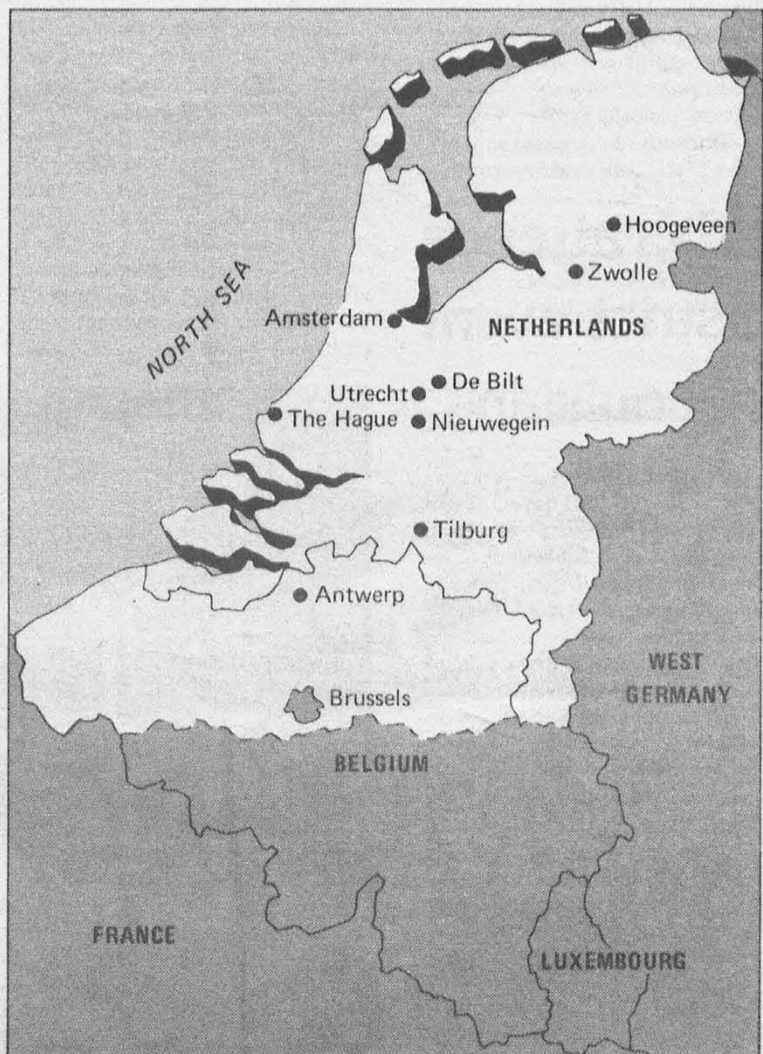 Hoogeveen
Zwolle
NORTH SEA
Amsterdam
NETHERLANDS
De Bilt
Utrecht
The Hague
Nieuwegein
Tilburg
Antwerp
WEST
GERMANY
Brussels
BELGIUM
FRANCE
LUXEMBOURG